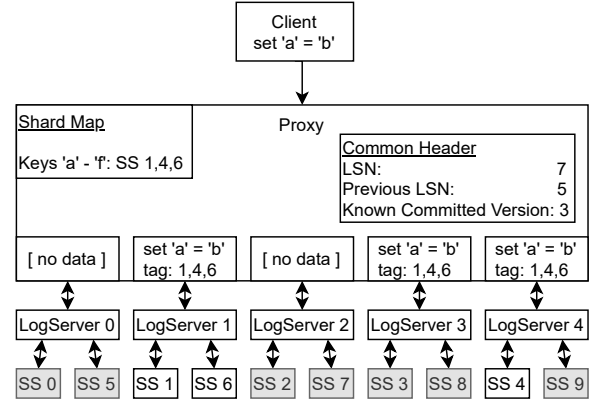 Client
set 'a' = 'b'
Shard Map
Keys 'a' - 'f': SS 1,4,6
Proxy
Common Header
LSN: 7
Previous LSN: 5
Known Committed Version: 3
[ no data ]
set 'a' = 'b'
tag: 1,4,6
[ no data ]
set 'a' = 'b'
tag: 1,4,6
set 'a' = 'b'
tag: 1,4,6
LogServer 0
LogServer 1
LogServer 2
LogServer 3
LogServer 4
SS 0
SS 5
SS 1
SS 6
SS 2
SS 7
SS 3
SS 8
SS 4
SS 9